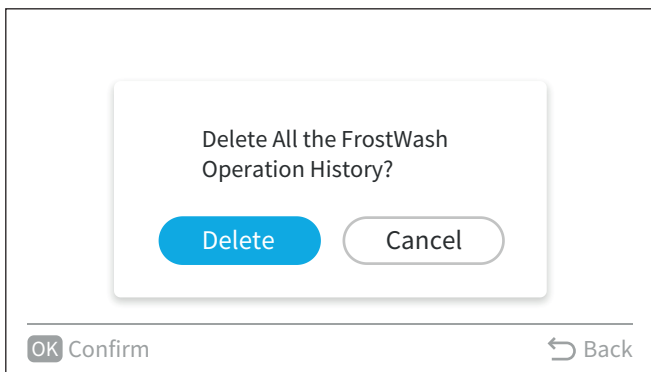 Delete All the FrostWash
Operation History?
Delete Cancel
OK Confirm Back